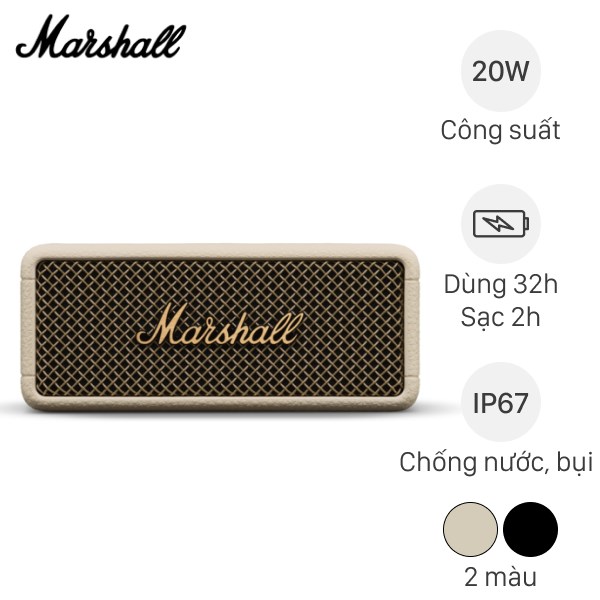 Marshall
20W
Công suất
Dùng 32h
Sạc 2h
Marshall
IP67
Chống nước, bụi
2 màu